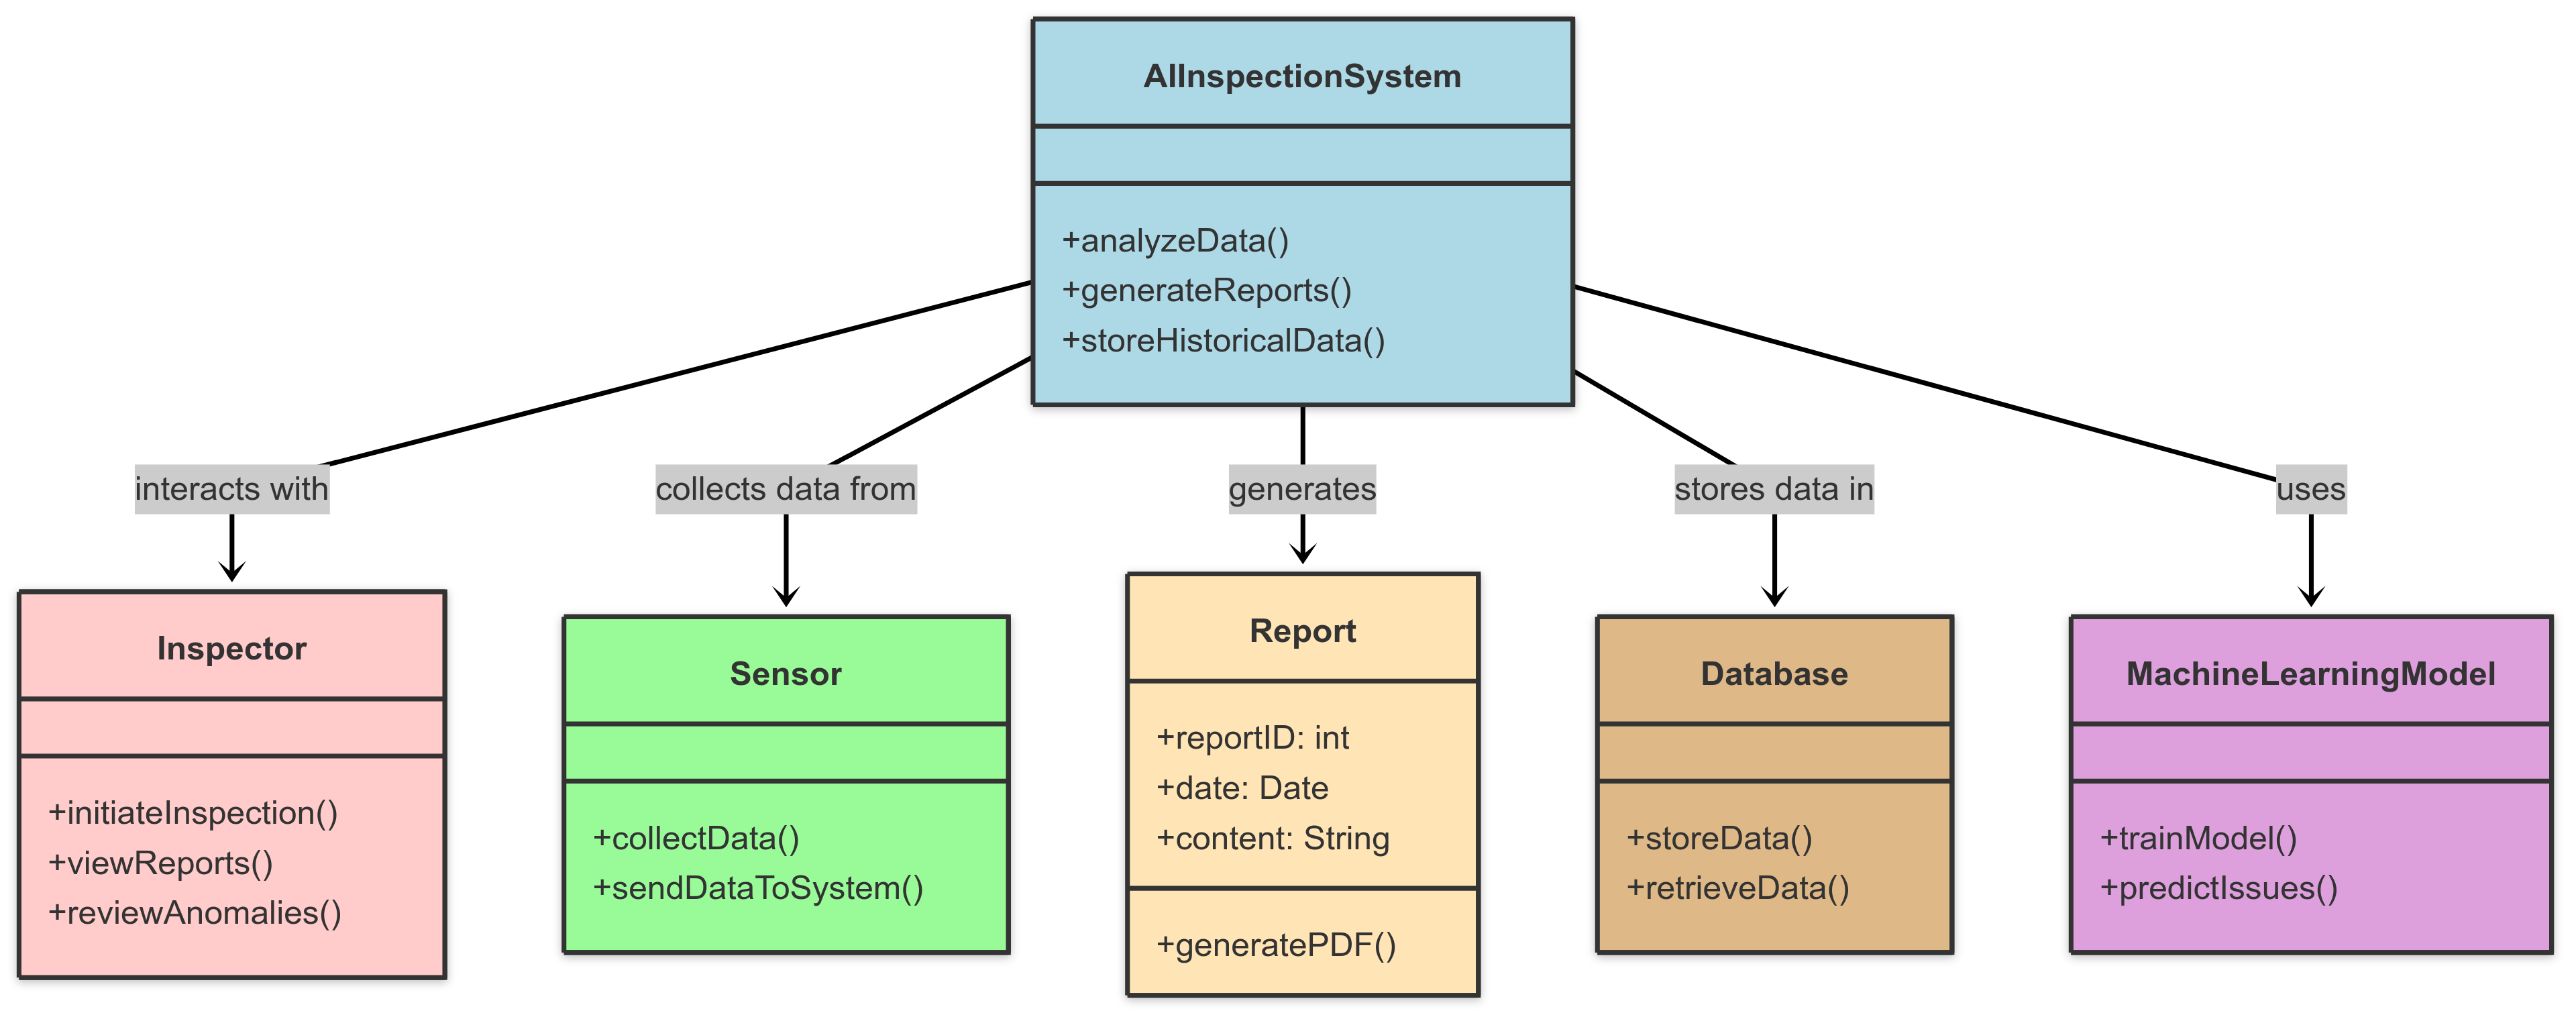 AIInspectionSystem
+analyzeData()
+generateReports()
+storeHistoricalData()
interacts with
collects data from
generates
stores data in
uses
Inspector
+initiateInspection()
+viewReports()
+reviewAnomalies()
Sensor
+collectData()
+sendDataToSystem()
Report
+reportID: int
+date: Date
+content: String
+generatePDF()
Database
+storeData()
+retrieveData()
MachineLearningModel
+trainModel()
+predictIssues()